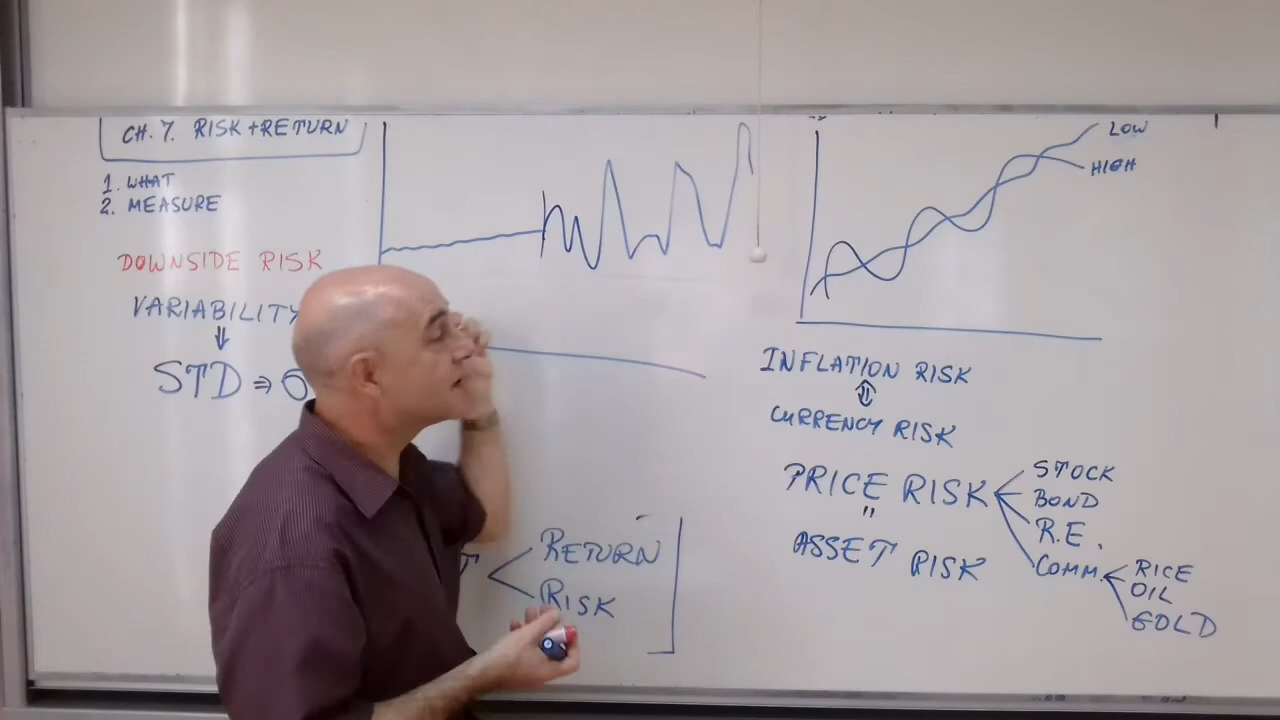 CH. 7. RISK + RETURN
1. WHAT
2. MEASURE
DOWNSIDE RISK
VARIABILITY
⇓
STD ⇒ σ
RETURN
RISK
LOW
HIGH
INFLATION RISK
⇕
CURRENCY RISK
PRICE RISK
"
ASSET RISK
STOCK
BOND
R.E.
COMM.
RICE
OIL
GOLD